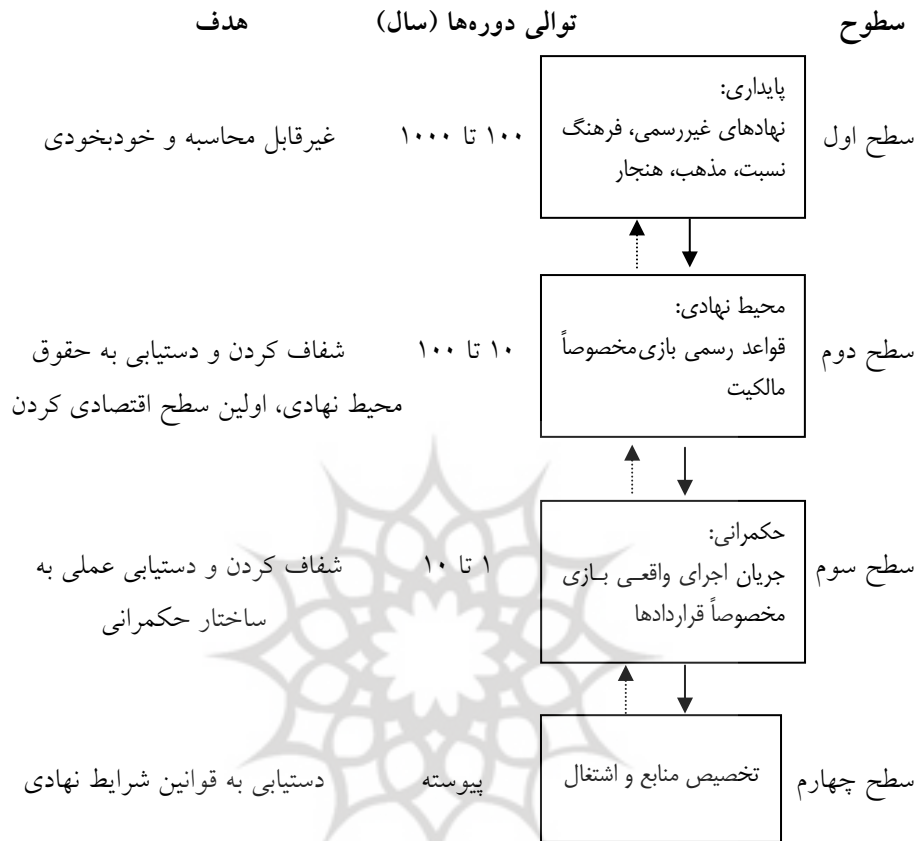 سطوح توالی دوره‌ها (سال) هدف
پایداری:
نهادهای غیررسمی، فرهنگ
نسبت، مذهب، هنجار
سطح اول
۱۰۰ تا ۱۰۰۰
غیرقابل محاسبه و خودبخودی
محیط نهادی:
قواعد رسمی بازی مخصوصاً
مالکیت
سطح دوم
۱۰ تا ۱۰۰
شفاف کردن و دستیابی به حقوق
محیط نهادی، اولین سطح اقتصادی کردن
حکمرانی:
جریان اجرای واقعی بازی
مخصوصاً قراردادها
سطح سوم
۱ تا ۱۰
شفاف کردن و دستیابی عملی به
ساختار حکمرانی
تخصیص منابع و اشتغال
سطح چهارم
پیوسته
دستیابی به قوانین شرایط نهادی